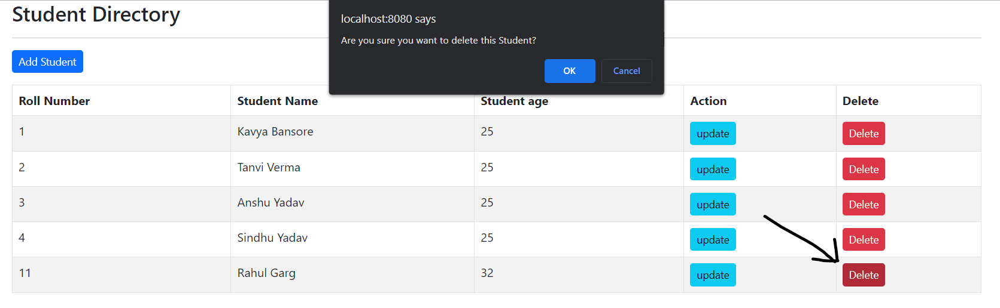 Student Directory
localhost:8080 says
Are you sure you want to delete this Student?
OK Cancel
Add Student
Roll Number Student Name Student age Action Delete
1 Kavya Bansore 25 update Delete
2 Tanvi Verma 25 update Delete
3 Anshu Yadav 25 update Delete
4 Sindhu Yadav 25 update Delete
11 Rahul Garg 32 update Delete